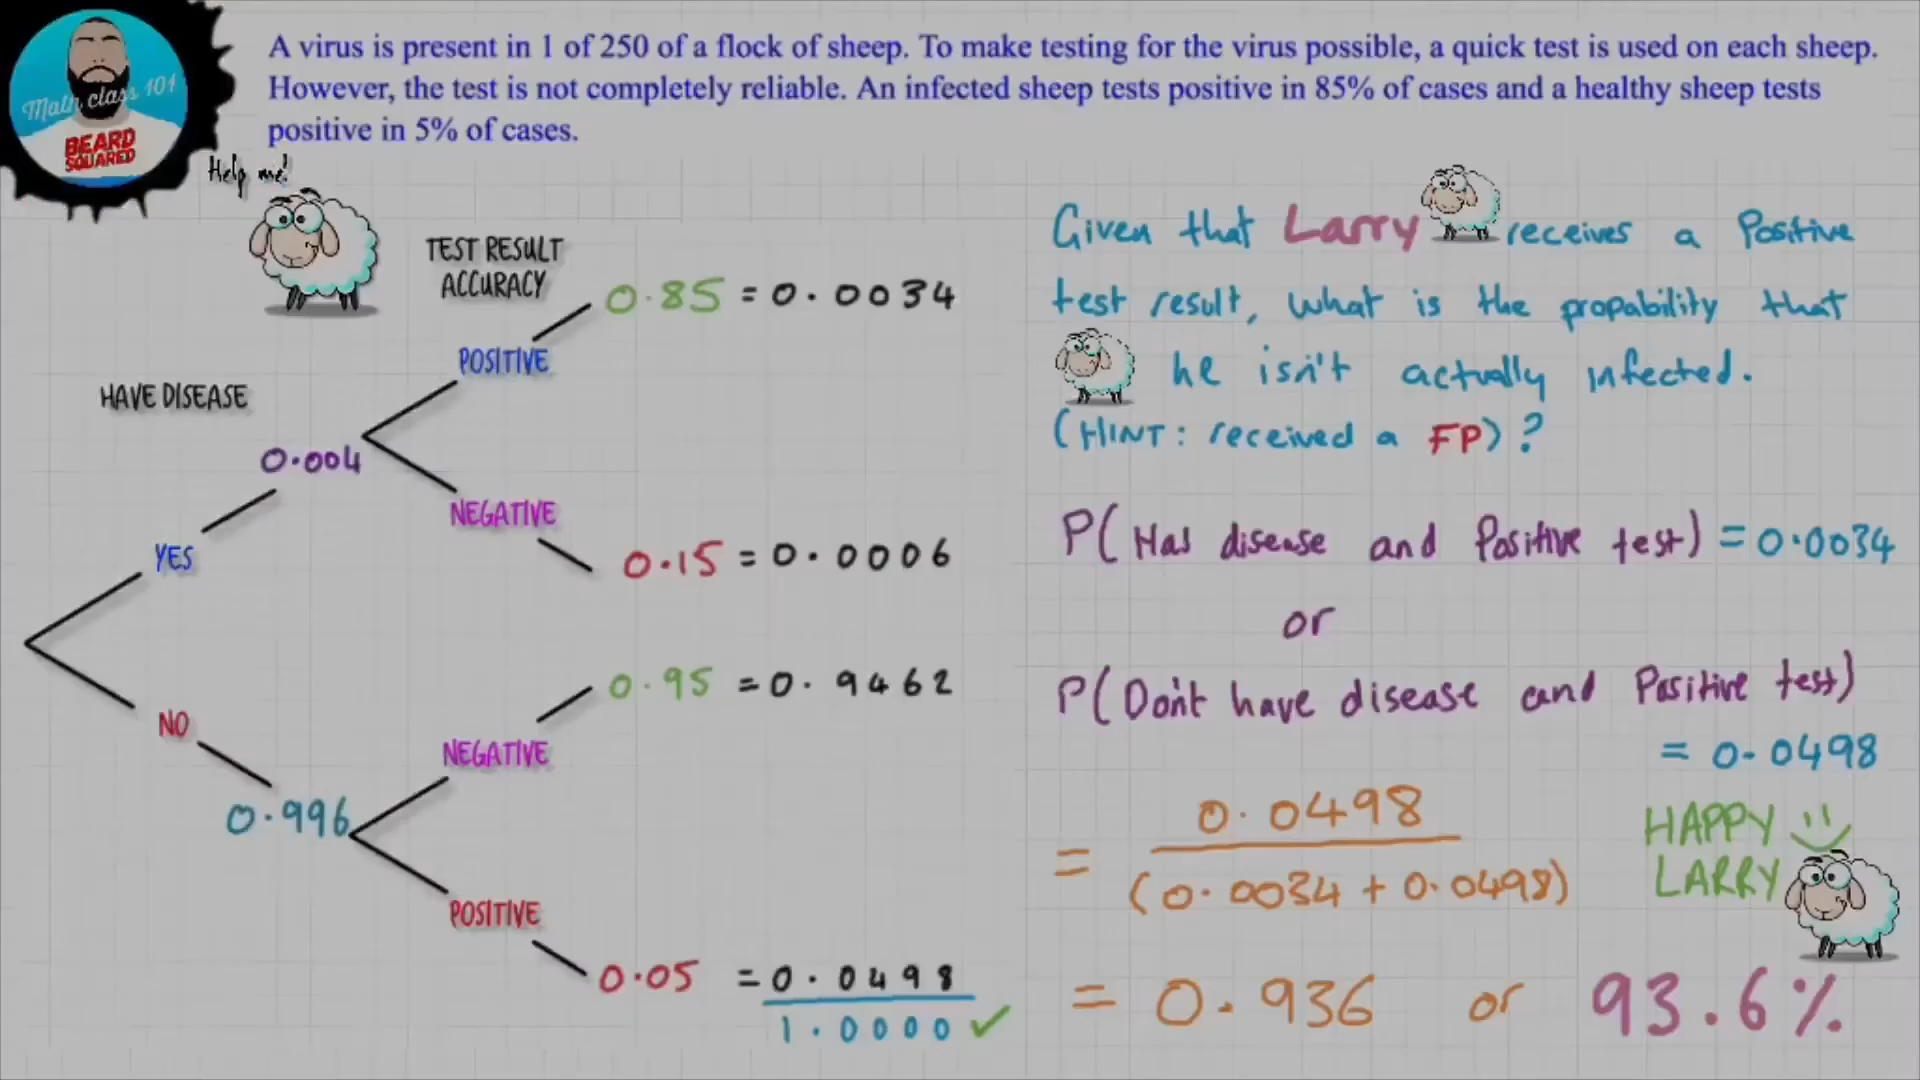 Math class 101
BEARD
SQUARED
A virus is present in 1 of 250 of a flock of sheep. To make testing for the virus possible, a quick test is used on each sheep.
However, the test is not completely reliable. An infected sheep tests positive in 85% of cases and a healthy sheep tests
positive in 5% of cases.
Help me!
TEST RESULT
ACCURACY
0.85 = 0.0034
POSITIVE
HAVE DISEASE
0.004
NEGATIVE
YES
0.15 = 0.0006
0.95 = 0.9462
NO
NEGATIVE
0.996
POSITIVE
0.05 = 0.0498
1.0000 ✓
Given that Larry receives a Positive
test result, what is the propability that
he isn't actually infected.
(HINT: received a FP)?
P(Has disease and Positive test) = 0.0034
or
P(Don't have disease and Positive test)
= 0.0498
= 0.0498
(0.0034 + 0.0498)
HAPPY
LARRY
= 0.936 or 93.6%